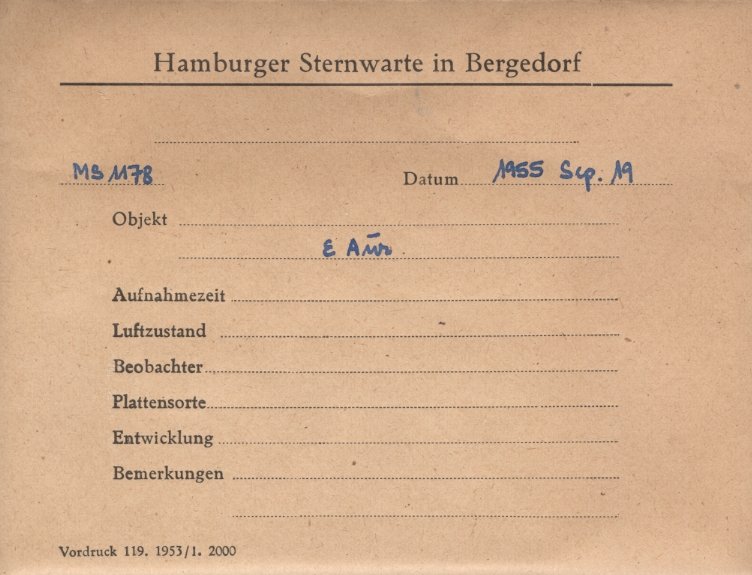 Hamburger Sternwarte in Bergedorf
MS 1178 Datum 1955 Sep. 19
Objekt
ε Aur
Aufnahmezeit
Luftzustand
Beobachter
Plattensorte
Entwicklung
Bemerkungen
Vordruck 119. 1953/1. 2000